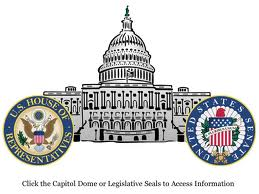 U.S. HOUSE OF
REPRESENTATIVES
UNITED STATES
SENATE
Click the Capitol Dome or Legislative Seals to Access Information